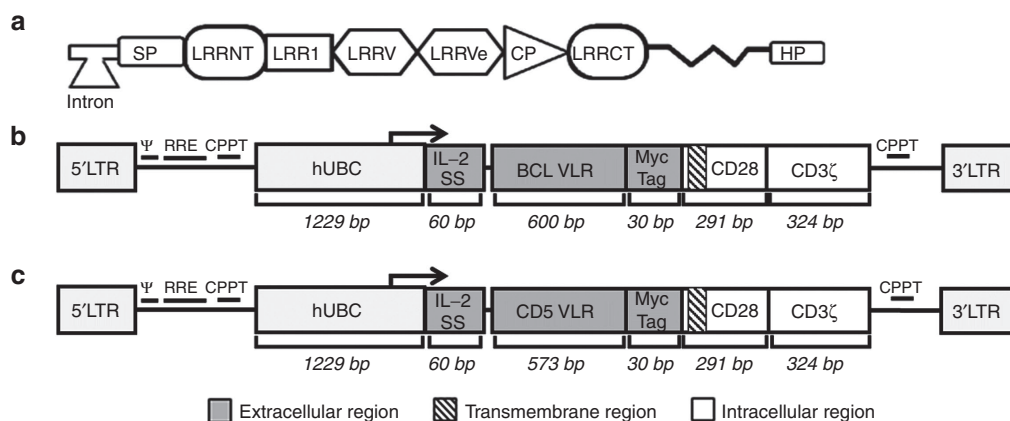 a
SP LRRNT LRR1 LRRV LRRVe CP LRRCT HP
Intron
b
Ψ RRE CPPT CPPT
5′LTR hUBC IL–2 SS BCL VLR Myc Tag CD28 CD3ζ 3′LTR
1229 bp 60 bp 600 bp 30 bp 291 bp 324 bp
c
Ψ RRE CPPT CPPT
5′LTR hUBC IL–2 SS CD5 VLR Myc Tag CD28 CD3ζ 3′LTR
1229 bp 60 bp 573 bp 30 bp 291 bp 324 bp
Extracellular region Transmembrane region Intracellular region